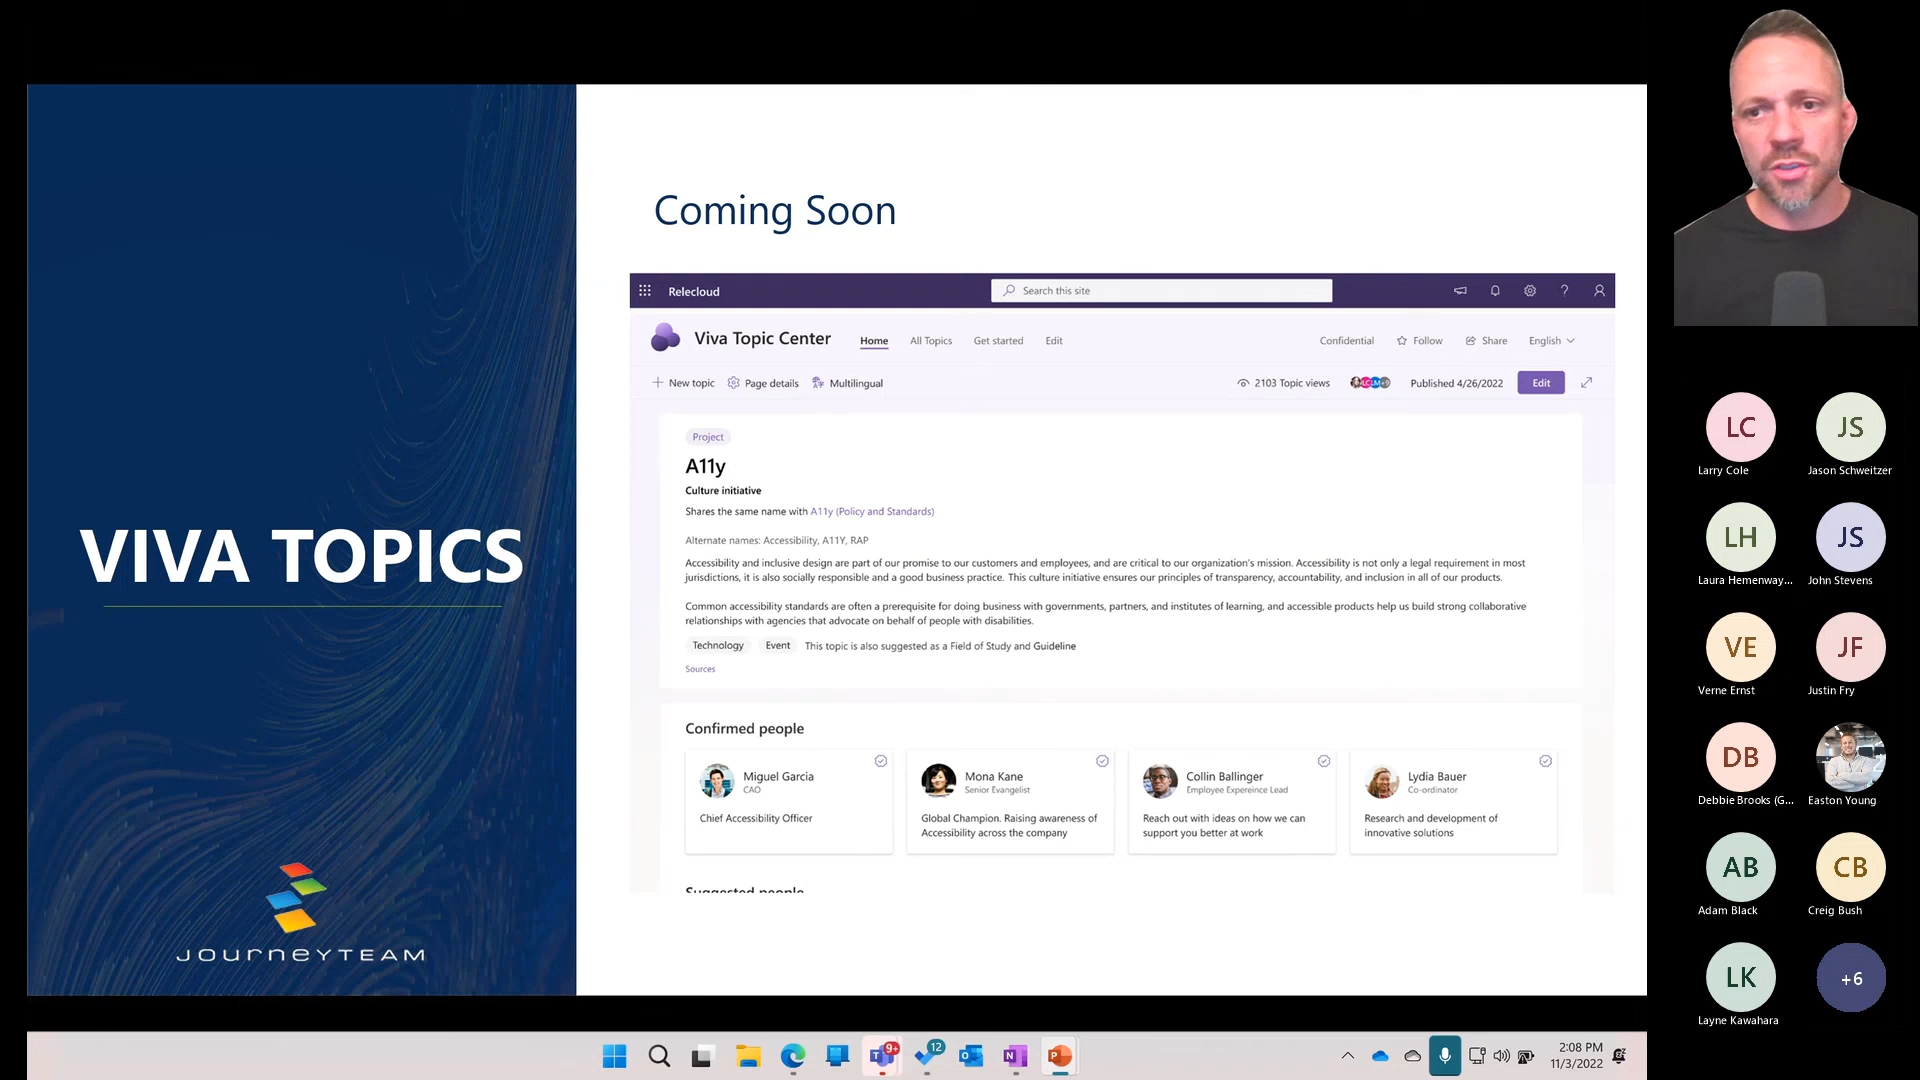 VIVA TOPICS
JOURNEYTEAM
Coming Soon
Relecloud
Search this site
Viva Topic Center
Home
All Topics
Get started
Edit
Confidential
Follow
Share
English
New topic
Page details
Multilingual
2103 Topic views
Published 4/26/2022
Edit
Project
A11y
Culture initiative
Shares the same name with A11y (Policy and Standards)
Alternate names: Accessibility, A11Y, RAP
Accessibility and inclusive design are part of our promise to our customers and employees, and are critical to our organization's mission. Accessibility is not only a legal requirement in most
jurisdictions, it is also socially responsible and a good business practice. This culture initiative ensures our principles of transparency, accountability, and inclusion in all of our products.
Common accessibility standards are often a prerequisite for doing business with governments, partners, and institutes of learning, and accessible products help us build strong collaborative
relationships with agencies that advocate on behalf of people with disabilities.
Technology
Event
This topic is also suggested as a Field of Study and Guideline
Sources
Confirmed people
Miguel Garcia
CAO
Chief Accessibility Officer
Mona Kane
Senior Evangelist
Global Champion. Raising awareness of
Accessibility across the company
Collin Ballinger
Employee Expereince Lead
Reach out with ideas on how we can
support you better at work
Lydia Bauer
Co-ordinator
Research and development of
innovative solutions
Suggested people
LC
Larry Cole
JS
Jason Schweitzer
LH
Laura Hemenway...
JS
John Stevens
VE
Verne Ernst
JF
Justin Fry
DB
Debbie Brooks (G...
Easton Young
AB
Adam Black
CB
Creig Bush
LK
Layne Kawahara
+6
9+
12
2:08 PM
11/3/2022